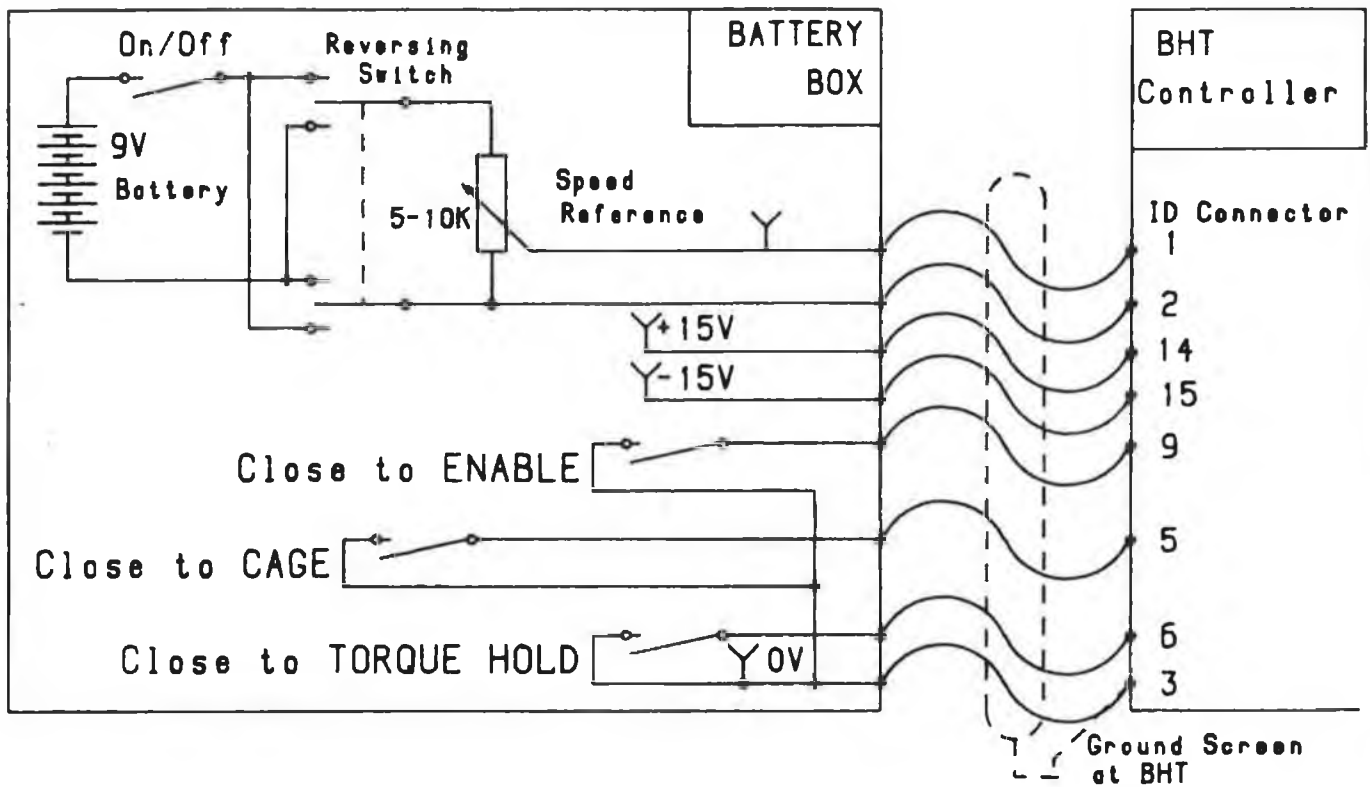 On/Off
Reversing
Switch
BATTERY
BOX
BHT
Controller
9V
Battery
5-10K
Speed
Reference
ID Connector
1
2
+15V
14
-15V
15
9
Close to ENABLE
5
Close to CAGE
6
Close to TORQUE HOLD
0V
3
Ground Screen
at BHT